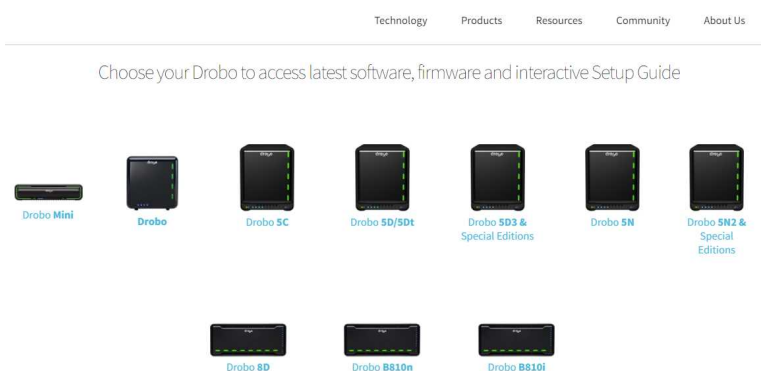 Technology Products Resources Community About Us
Choose your Drobo to access latest software, firmware and interactive Setup Guide
Drobo Mini
Drobo
Drobo 5C
Drobo 5D/5Dt
Drobo 5D3 &
Special Editions
Drobo 5N
Drobo 5N2 &
Special
Editions
Drobo 8D
Drobo B810n
Drobo B810i